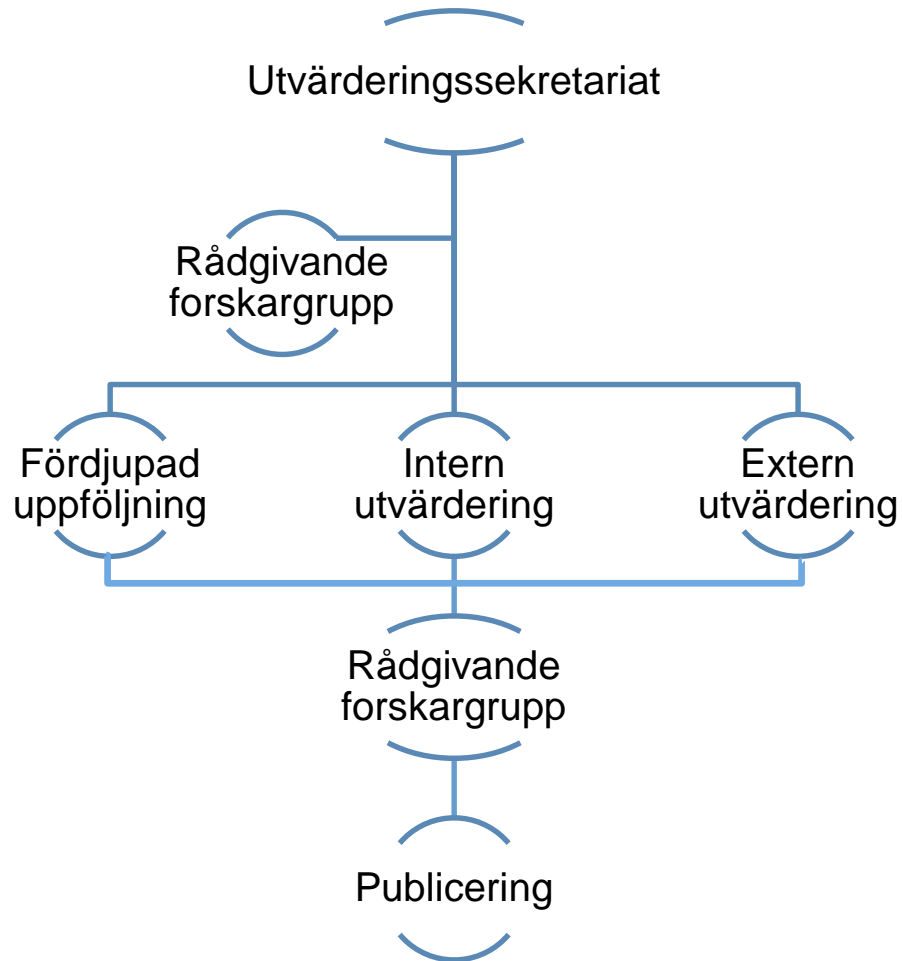 Utvärderingssekretariat
Rådgivande
forskargrupp
Fördjupad
uppföljning
Intern
utvärdering
Extern
utvärdering
Rådgivande
forskargrupp
Publicering